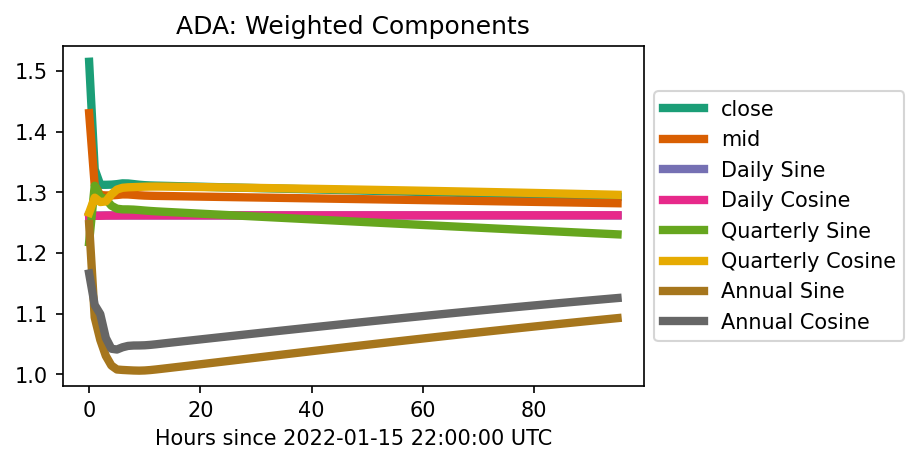 ADA: Weighted Components
1.5
1.4
1.3
1.2
1.1
1.0
0 20 40 60 80
Hours since 2022-01-15 22:00:00 UTC
close
mid
Daily Sine
Daily Cosine
Quarterly Sine
Quarterly Cosine
Annual Sine
Annual Cosine